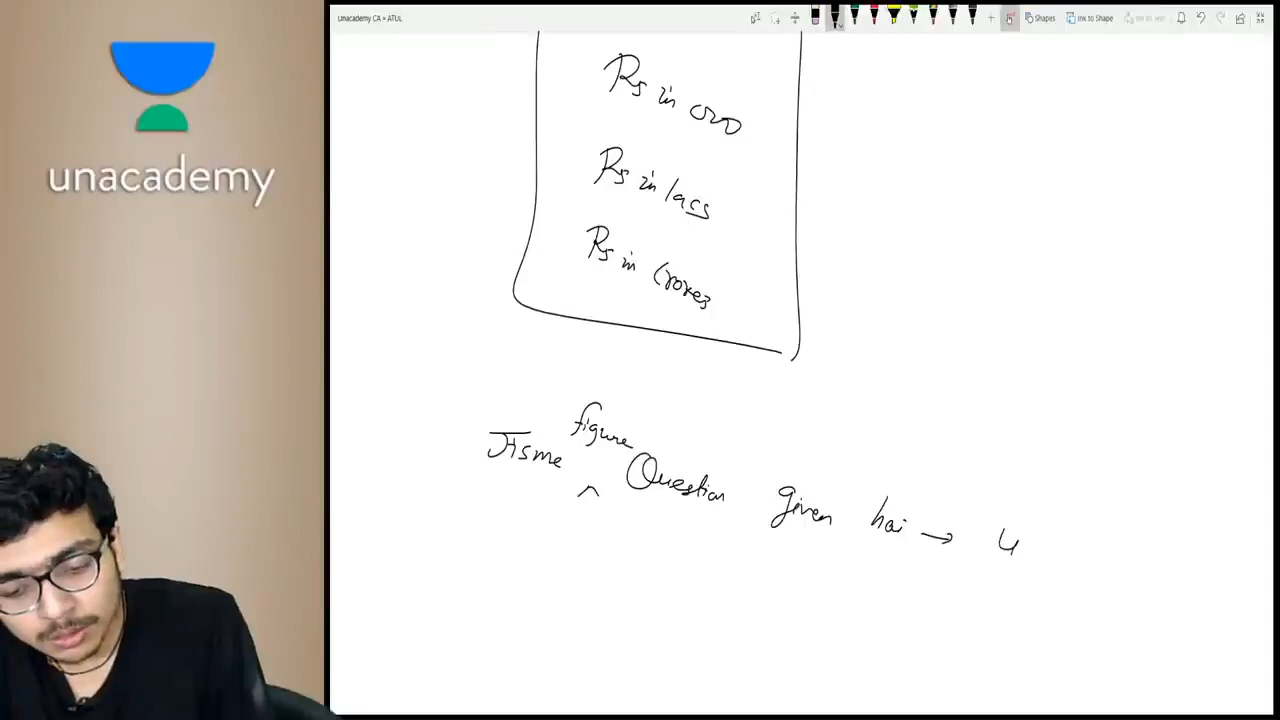 unacademy CA > ATUL
Shapes
Ink to Shape
unacademy
Rs in 000
Rs in lacs
Rs in Crores
figure
Jisme ^ Question given hai → U